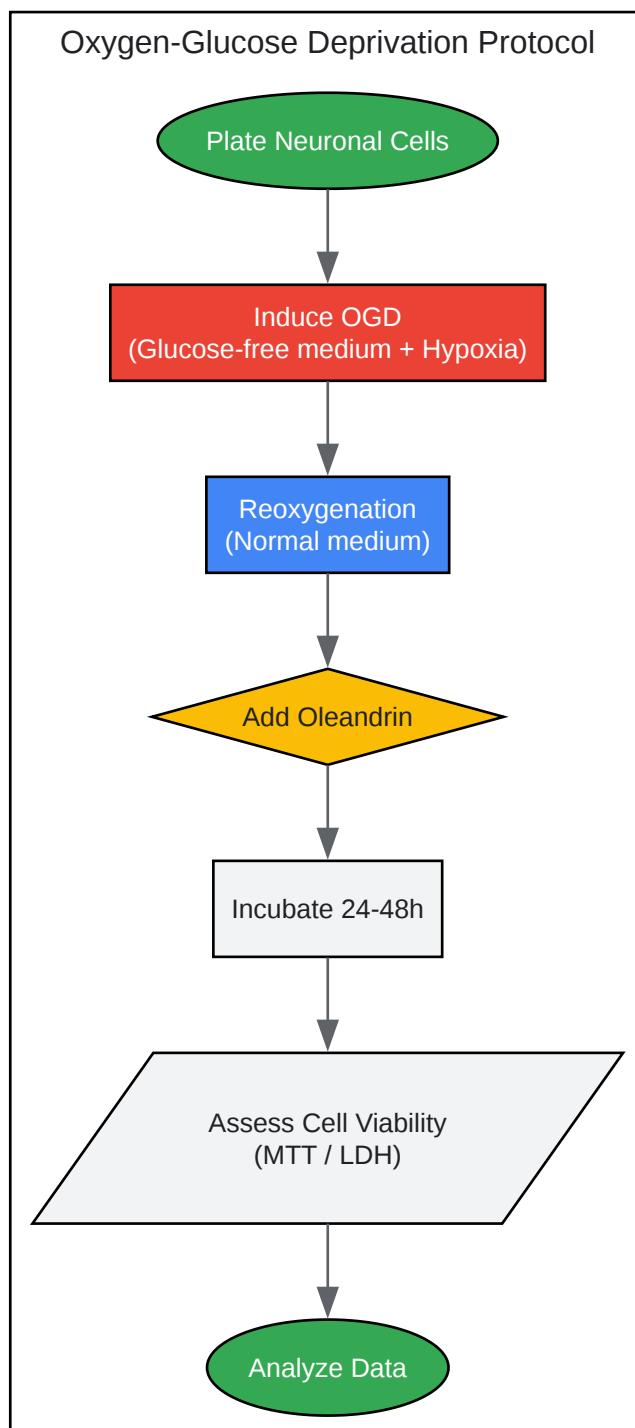 Oxygen-Glucose Deprivation Protocol
Plate Neuronal Cells
Induce OGD
(Glucose-free medium + Hypoxia)
Reoxygenation
(Normal medium)
Add Oleandrin
Incubate 24-48h
Assess Cell Viability
(MTT / LDH)
Analyze Data